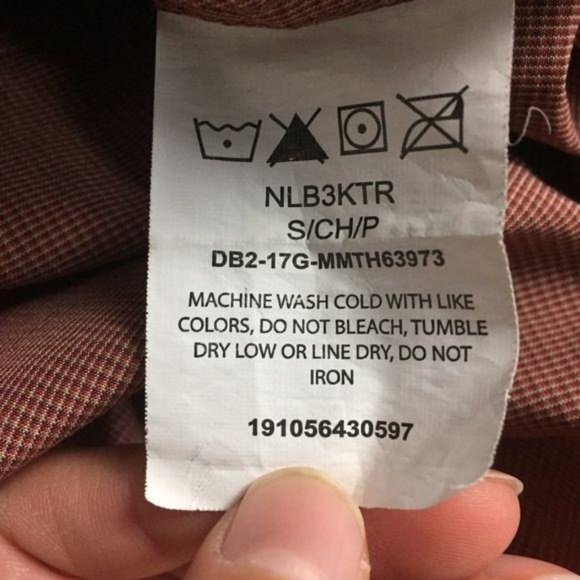 NLB3KTR
S/CH/P
DB2-17G-MMTH63973
MACHINE WASH COLD WITH LIKE
COLORS, DO NOT BLEACH, TUMBLE
DRY LOW OR LINE DRY, DO NOT
IRON
191056430597